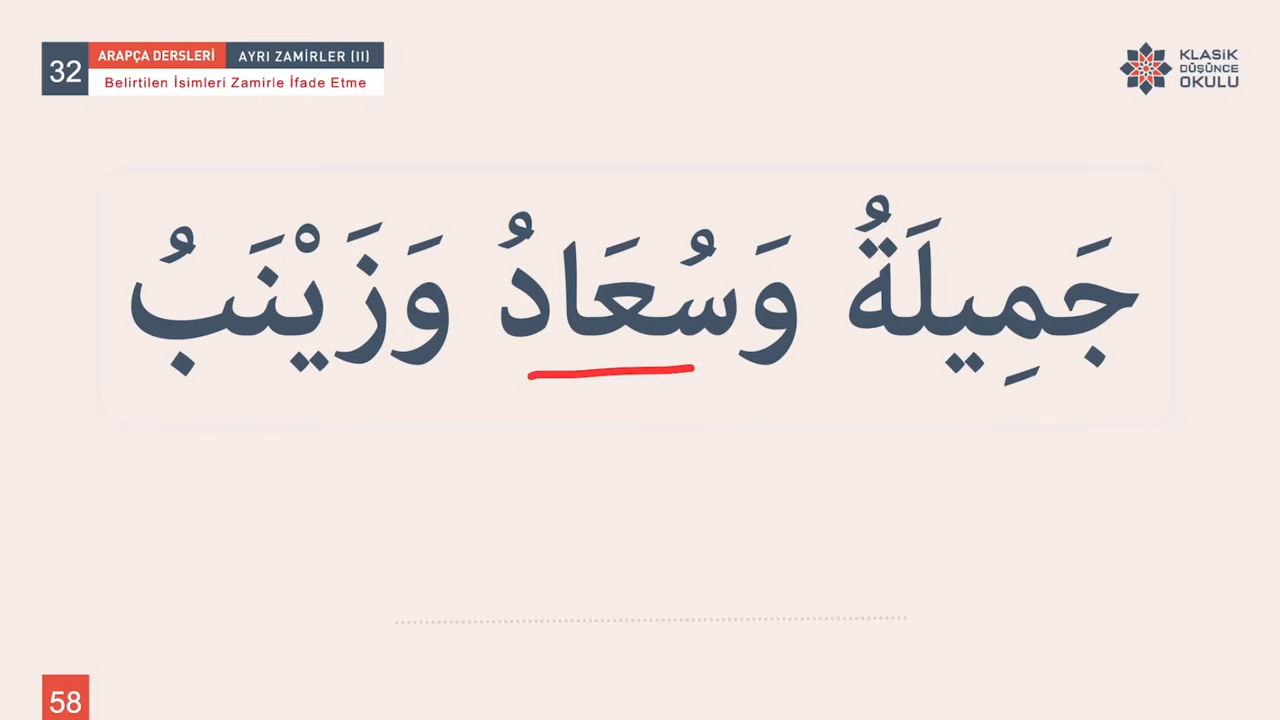 32
ARAPÇA DERSLERİ
AYRI ZAMİRLER (II)
Belirtilen İsimleri Zamirle İfade Etme
KLASİK
DÜŞÜNCE
OKULU
جَمِيلَةُ وَسُعَادُ وَزَيْنَبُ
58